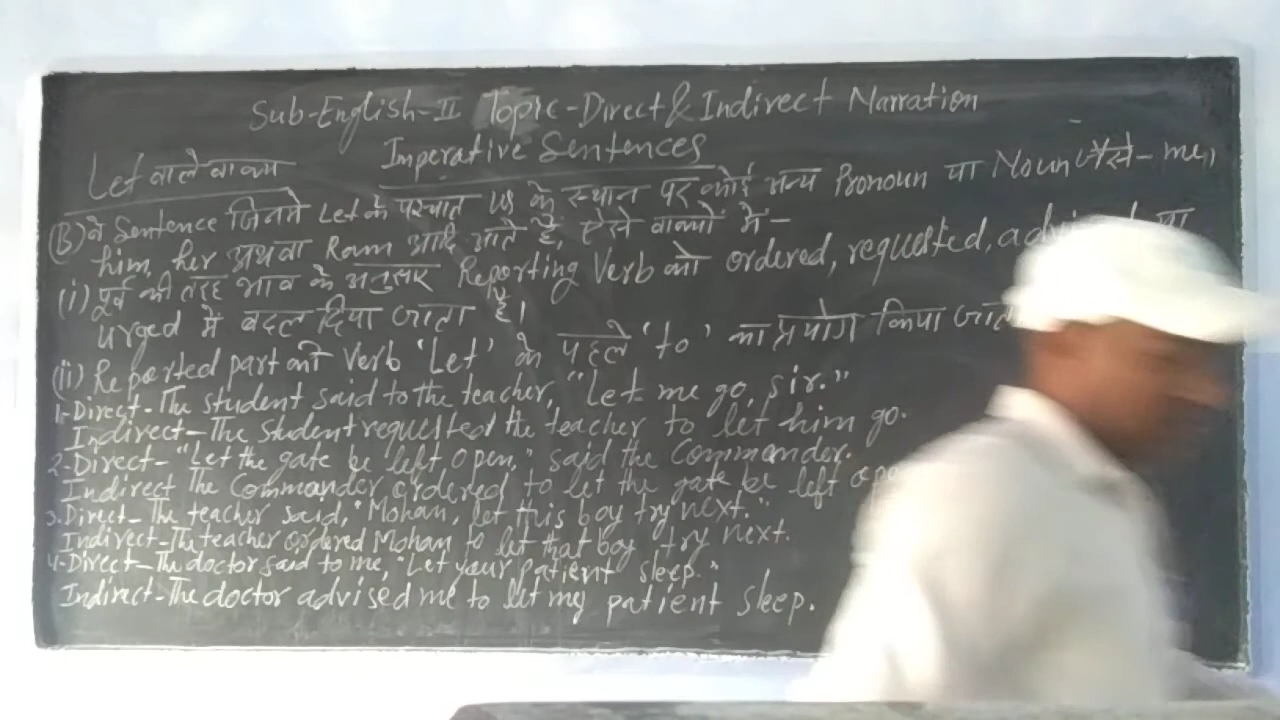 Sub-English-II Topic-Direct & Indirect Narration
Imperative Sentences
Let वाले वाक्य
(B) वे Sentence जिनमें Let के पश्चात us के स्थान पर कोई अन्य Pronoun या Noun जैसे- me,
him, her अथवा Ram आदि आते है, ऐसे वाक्यों में-
(i) पूर्व की तरह भाव के अनुसार Reporting Verb को ordered, requested, या
urged में बदल दिया जाता है।
(ii) Reported part की Verb 'Let' के पहले 'to' का प्रयोग किया
1-Direct-The student said to the teacher, "Let me go, sir."
Indirect-The student requested the teacher to let him go.
2-Direct-"Let the gate be left open," said the Commander.
Indirect The Commander ordered to let the gate be left
3-Direct-The teacher said, "Mohan, let this boy try next."
Indirect-The teacher ordered Mohan to let that boy try next.
4-Direct-The doctor said to me, "Let your patient sleep."
Indirect-The doctor advised me to let my patient sleep.